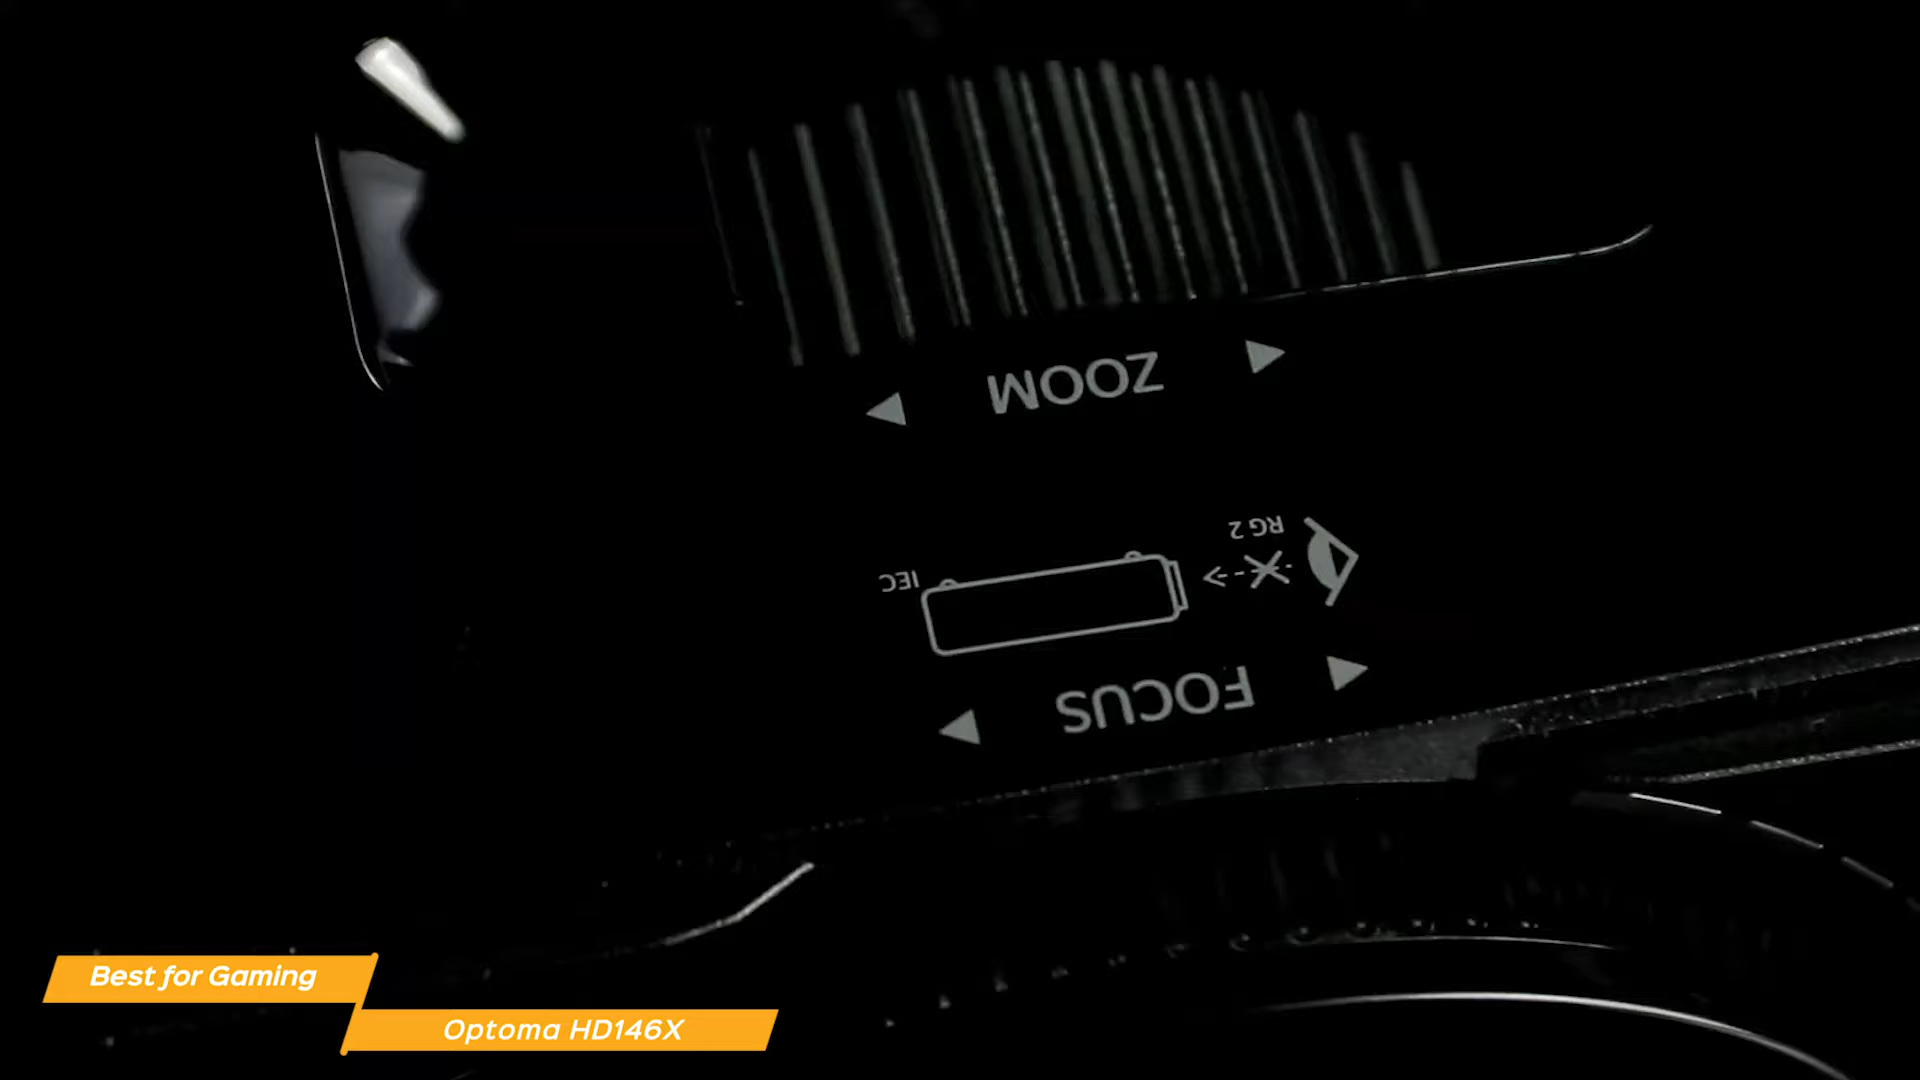 ZOOM
RG 2
IEC
FOCUS
Best for Gaming
Optoma HD146X